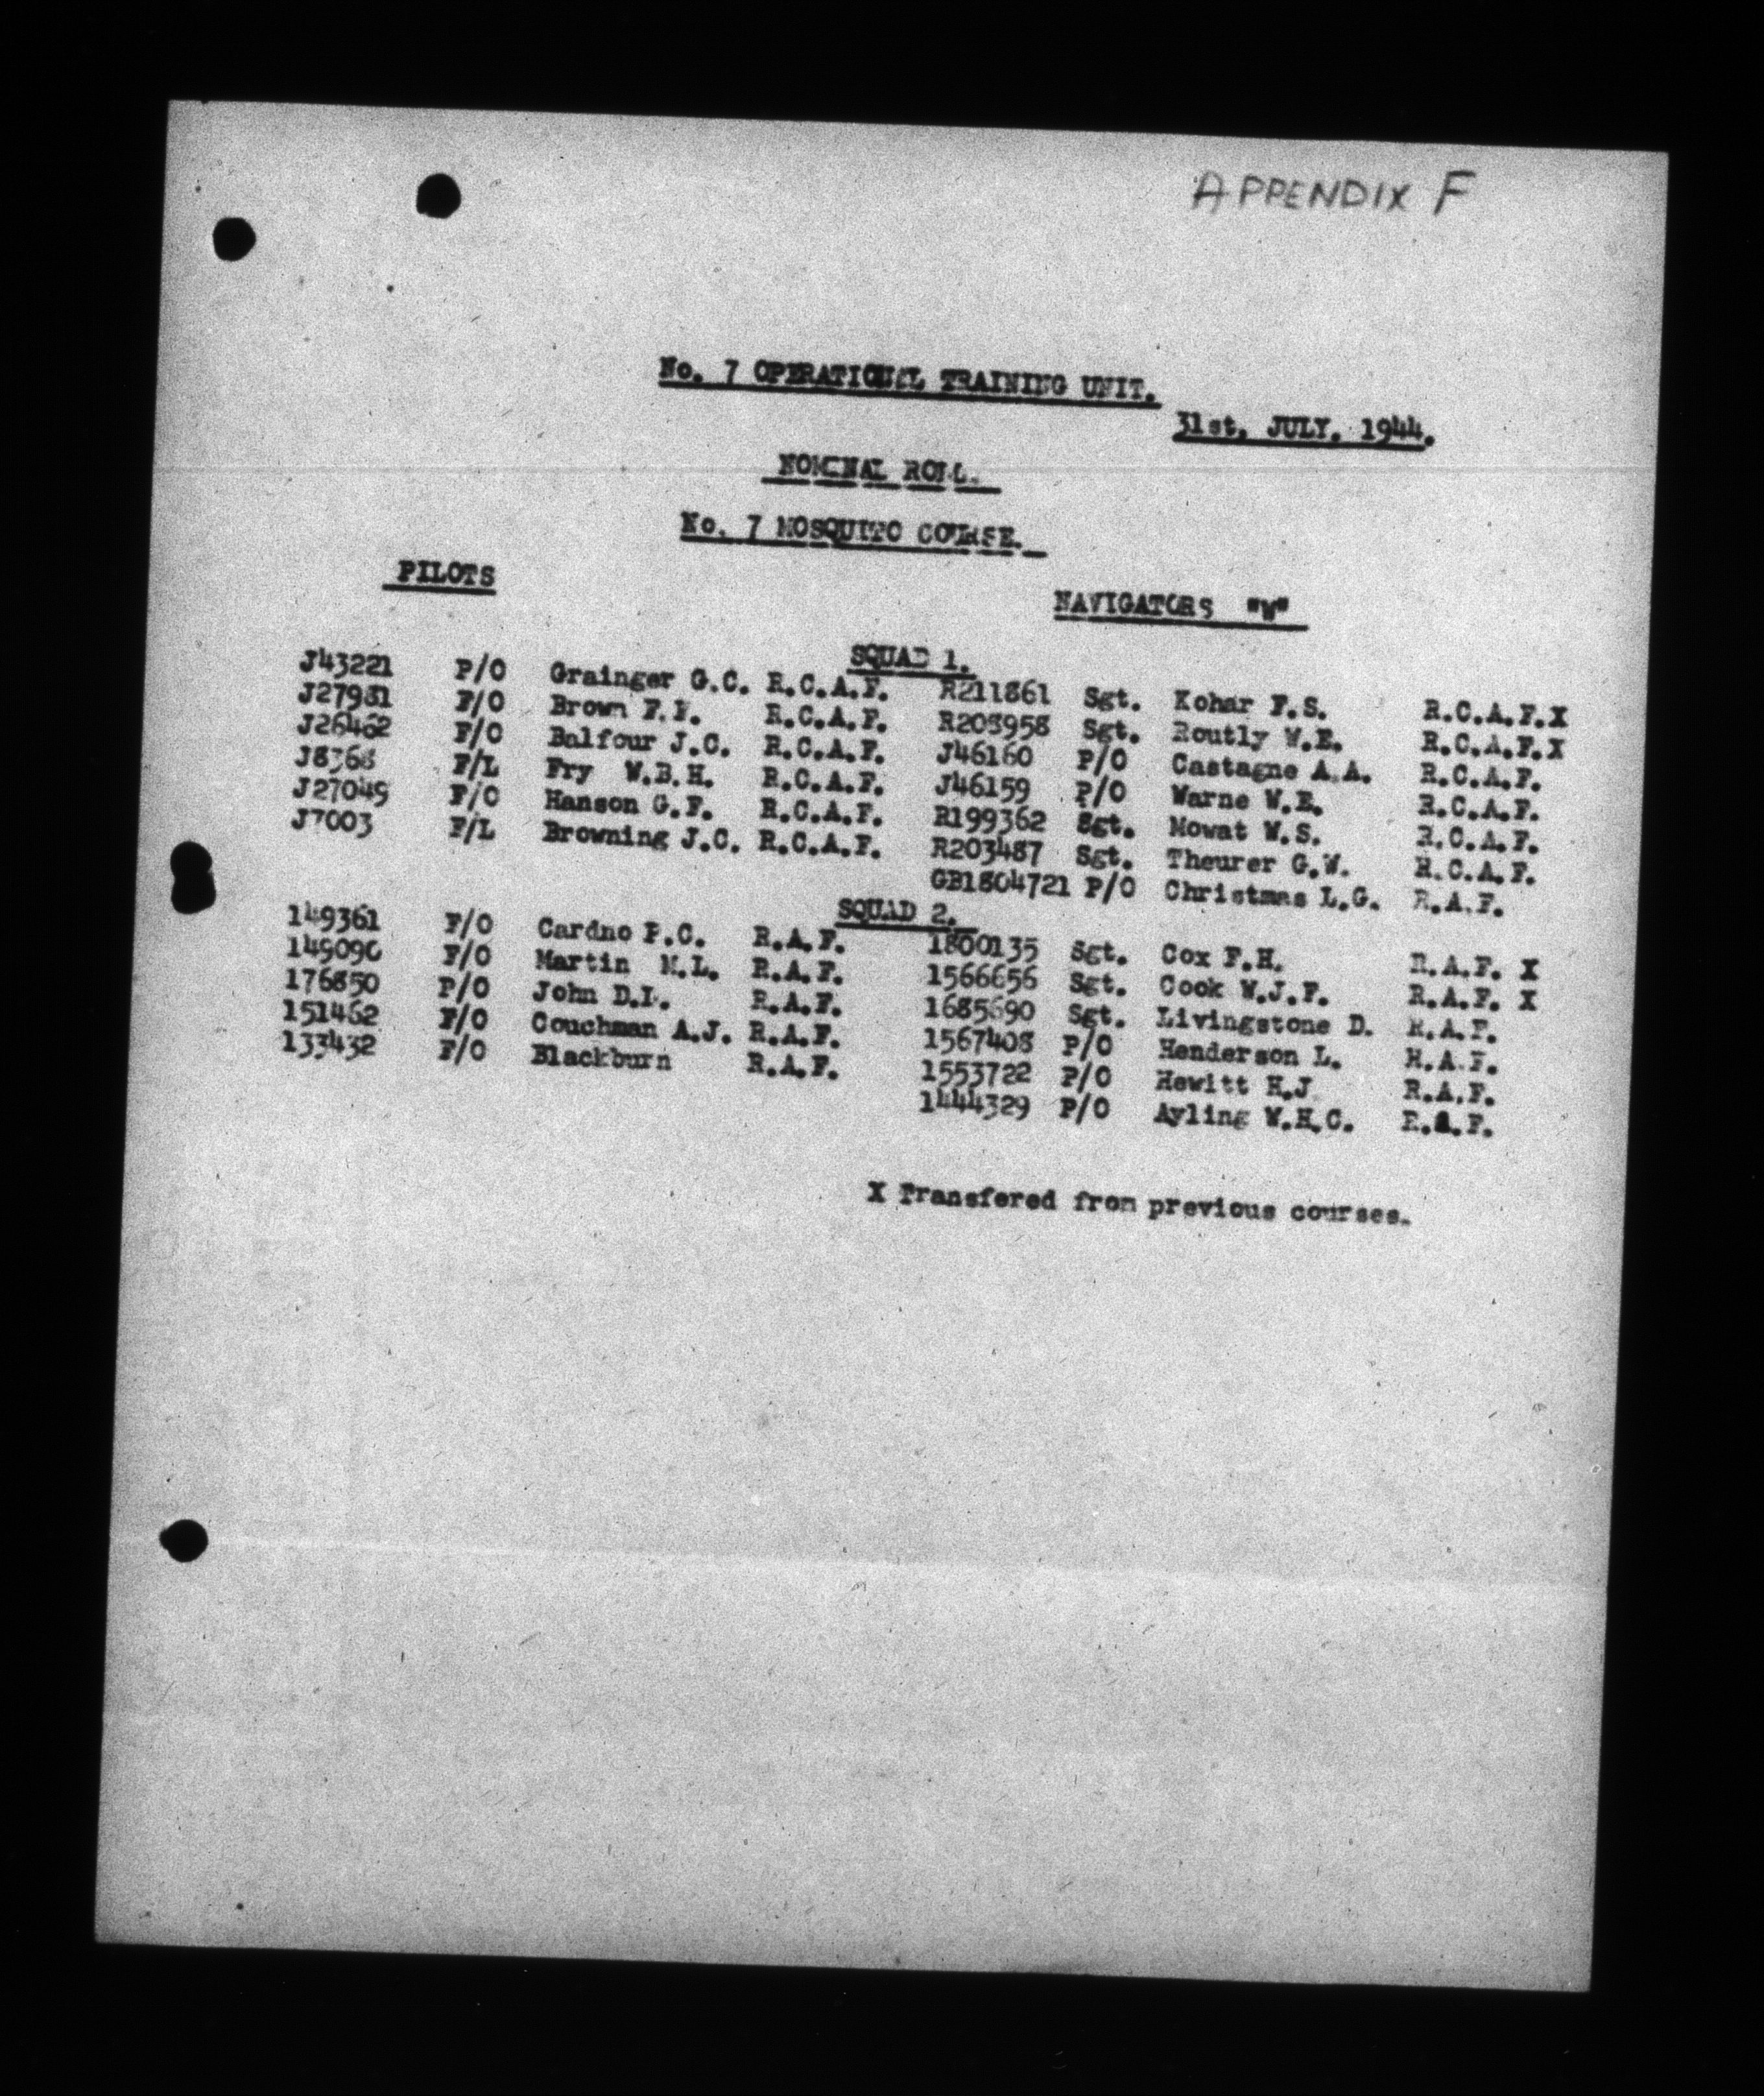 APPENDIX F
No. 7 OPERATIONAL TRAINING UNIT.
31st. JULY. 1944.
NOMINAL ROLL.
No. 7 MOSQUITO COURSE.
PILOTS
NAVIGATORS "W"
SQUAD 1.
J43221 P/O Grainger G.C. R.C.A.F. R211861 Sgt. Kohar F.S. R.C.A.F.X
J27981 F/O Brown F. R.C.A.F. R208958 Sgt. Routly W.E. R.C.A.F.X
J26462 F/O Balfour J.C. R.C.A.F. J46160 P/O Castagne A.A. R.C.A.F.
J8368 F/L Fry W.B.H. R.C.A.F. J46159 P/O Warne W.E. R.C.A.F.
J27049 F/O Hanson G.F. R.C.A.F. R199362 Sgt. Mowat W.S. R.C.A.F.
J7003 F/L Browning J.C. R.C.A.F. R203487 Sgt. Theurer G.W. R.C.A.F.
GB1804721 P/O Christmas L.G. R.A.F.
SQUAD 2.
149361 F/O Cardno P.C. R.A.F. 1800135 Sgt. Cox F.H. R.A.F. X
149090 F/O Martin M.L. R.A.F. 1566656 Sgt. Cook W.J.F. R.A.F. X
176850 P/O John D.L. R.A.F. 1685690 Sgt. Livingstone D. R.A.F.
151462 F/O Couchman A.J. R.A.F. 1567408 P/O Henderson L. R.A.F.
133432 F/O Blackburn R.A.F. 1553722 P/O Hewitt H.J R.A.F.
1444329 P/O Ayling W.H.C. R.A.F.
X Transfered from previous courses.